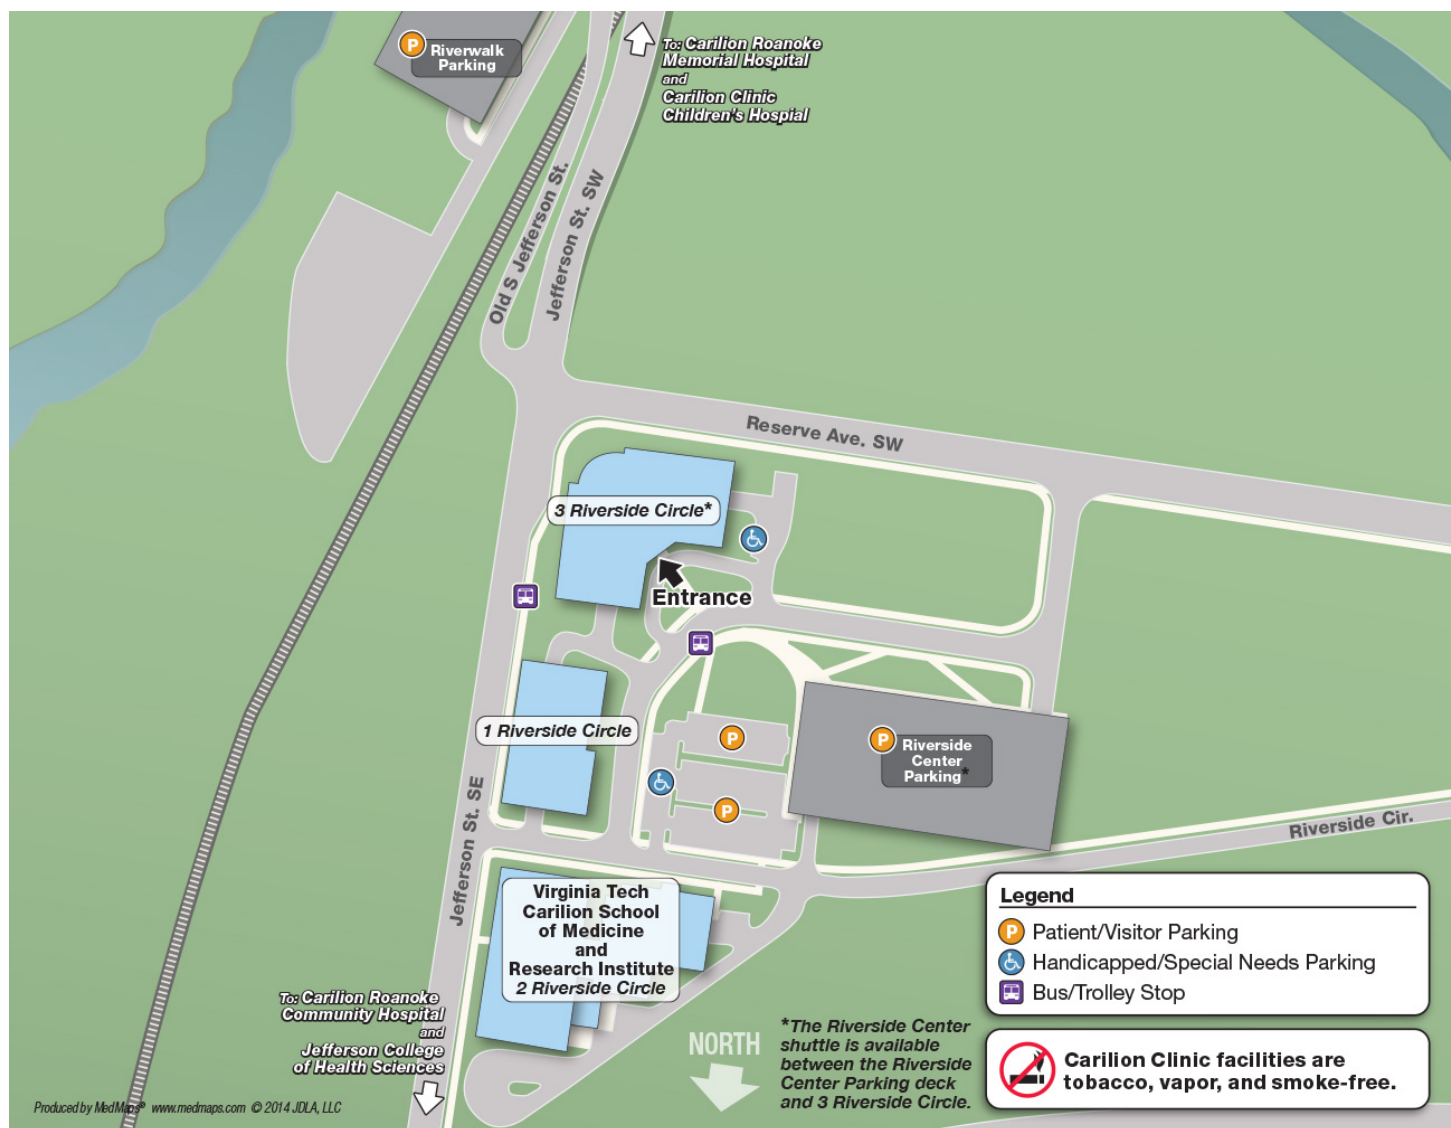 P
Riverwalk
Parking
To: Carilion Roanoke
Memorial Hospital
and
Carilion Clinic
Children's Hospial
Old S Jefferson St.
Jefferson St. SW
Reserve Ave. SW
3 Riverside Circle*
Entrance
1 Riverside Circle
P
P
P
Riverside
Center
Parking*
Riverside Cir.
Jefferson St. SE
Virginia Tech
Carilion School
of Medicine
and
Research Institute
2 Riverside Circle
To: Carilion Roanoke
Community Hospital
and
Jefferson College
of Health Sciences
NORTH
*The Riverside Center
shuttle is available
between the Riverside
Center Parking deck
and 3 Riverside Circle.
Legend
P Patient/Visitor Parking
Handicapped/Special Needs Parking
Bus/Trolley Stop
Carilion Clinic facilities are
tobacco, vapor, and smoke-free.
Produced by MedMaps® www.medmaps.com © 2014 JDLA, LLC